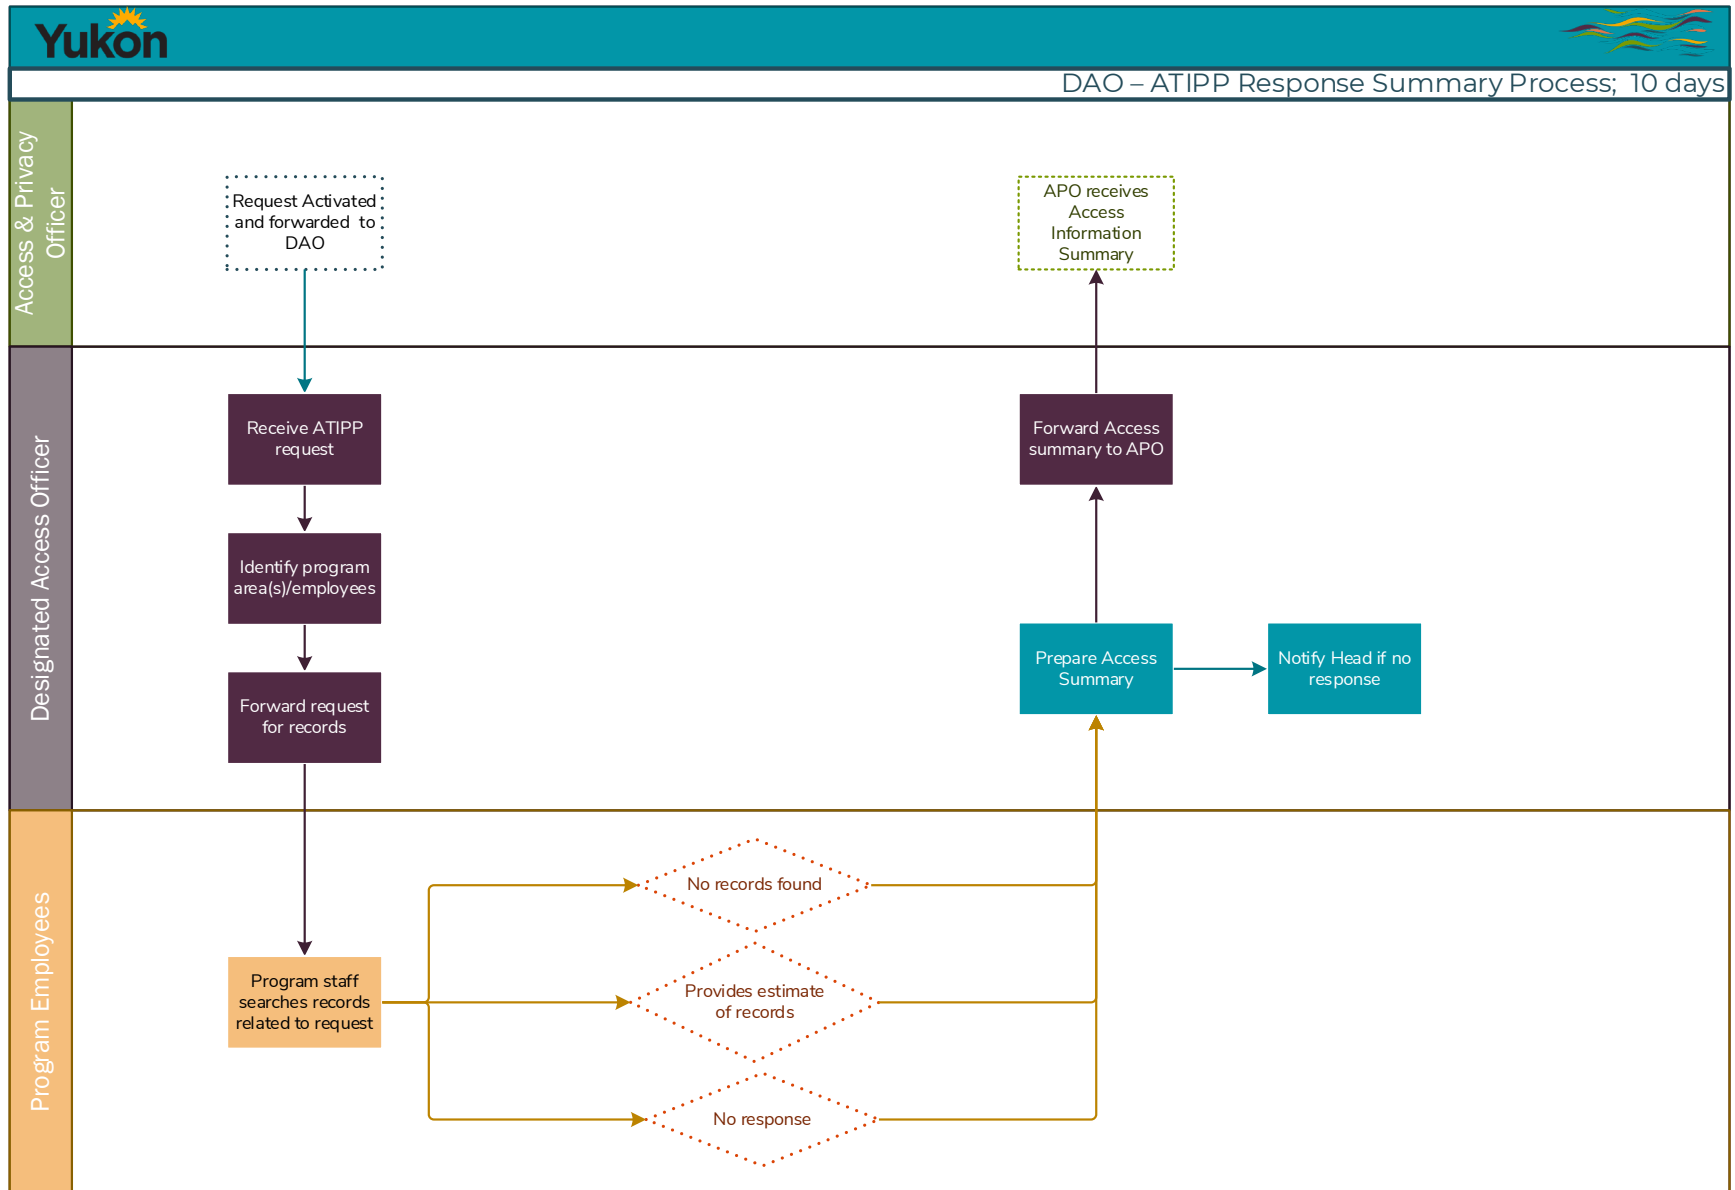 Yukon
DAO – ATIPP Response Summary Process; 10 days
Access & Privacy
Officer
Request Activated
and forwarded to
DAO
APO receives
Access
Information
Summary
Designated Access Officer
Receive ATIPP
request
Identify program
area(s)/employees
Forward request
for records
Forward Access
summary to APO
Prepare Access
Summary
Notify Head if no
response
Program Employees
Program staff
searches records
related to request
No records found
Provides estimate
of records
No response